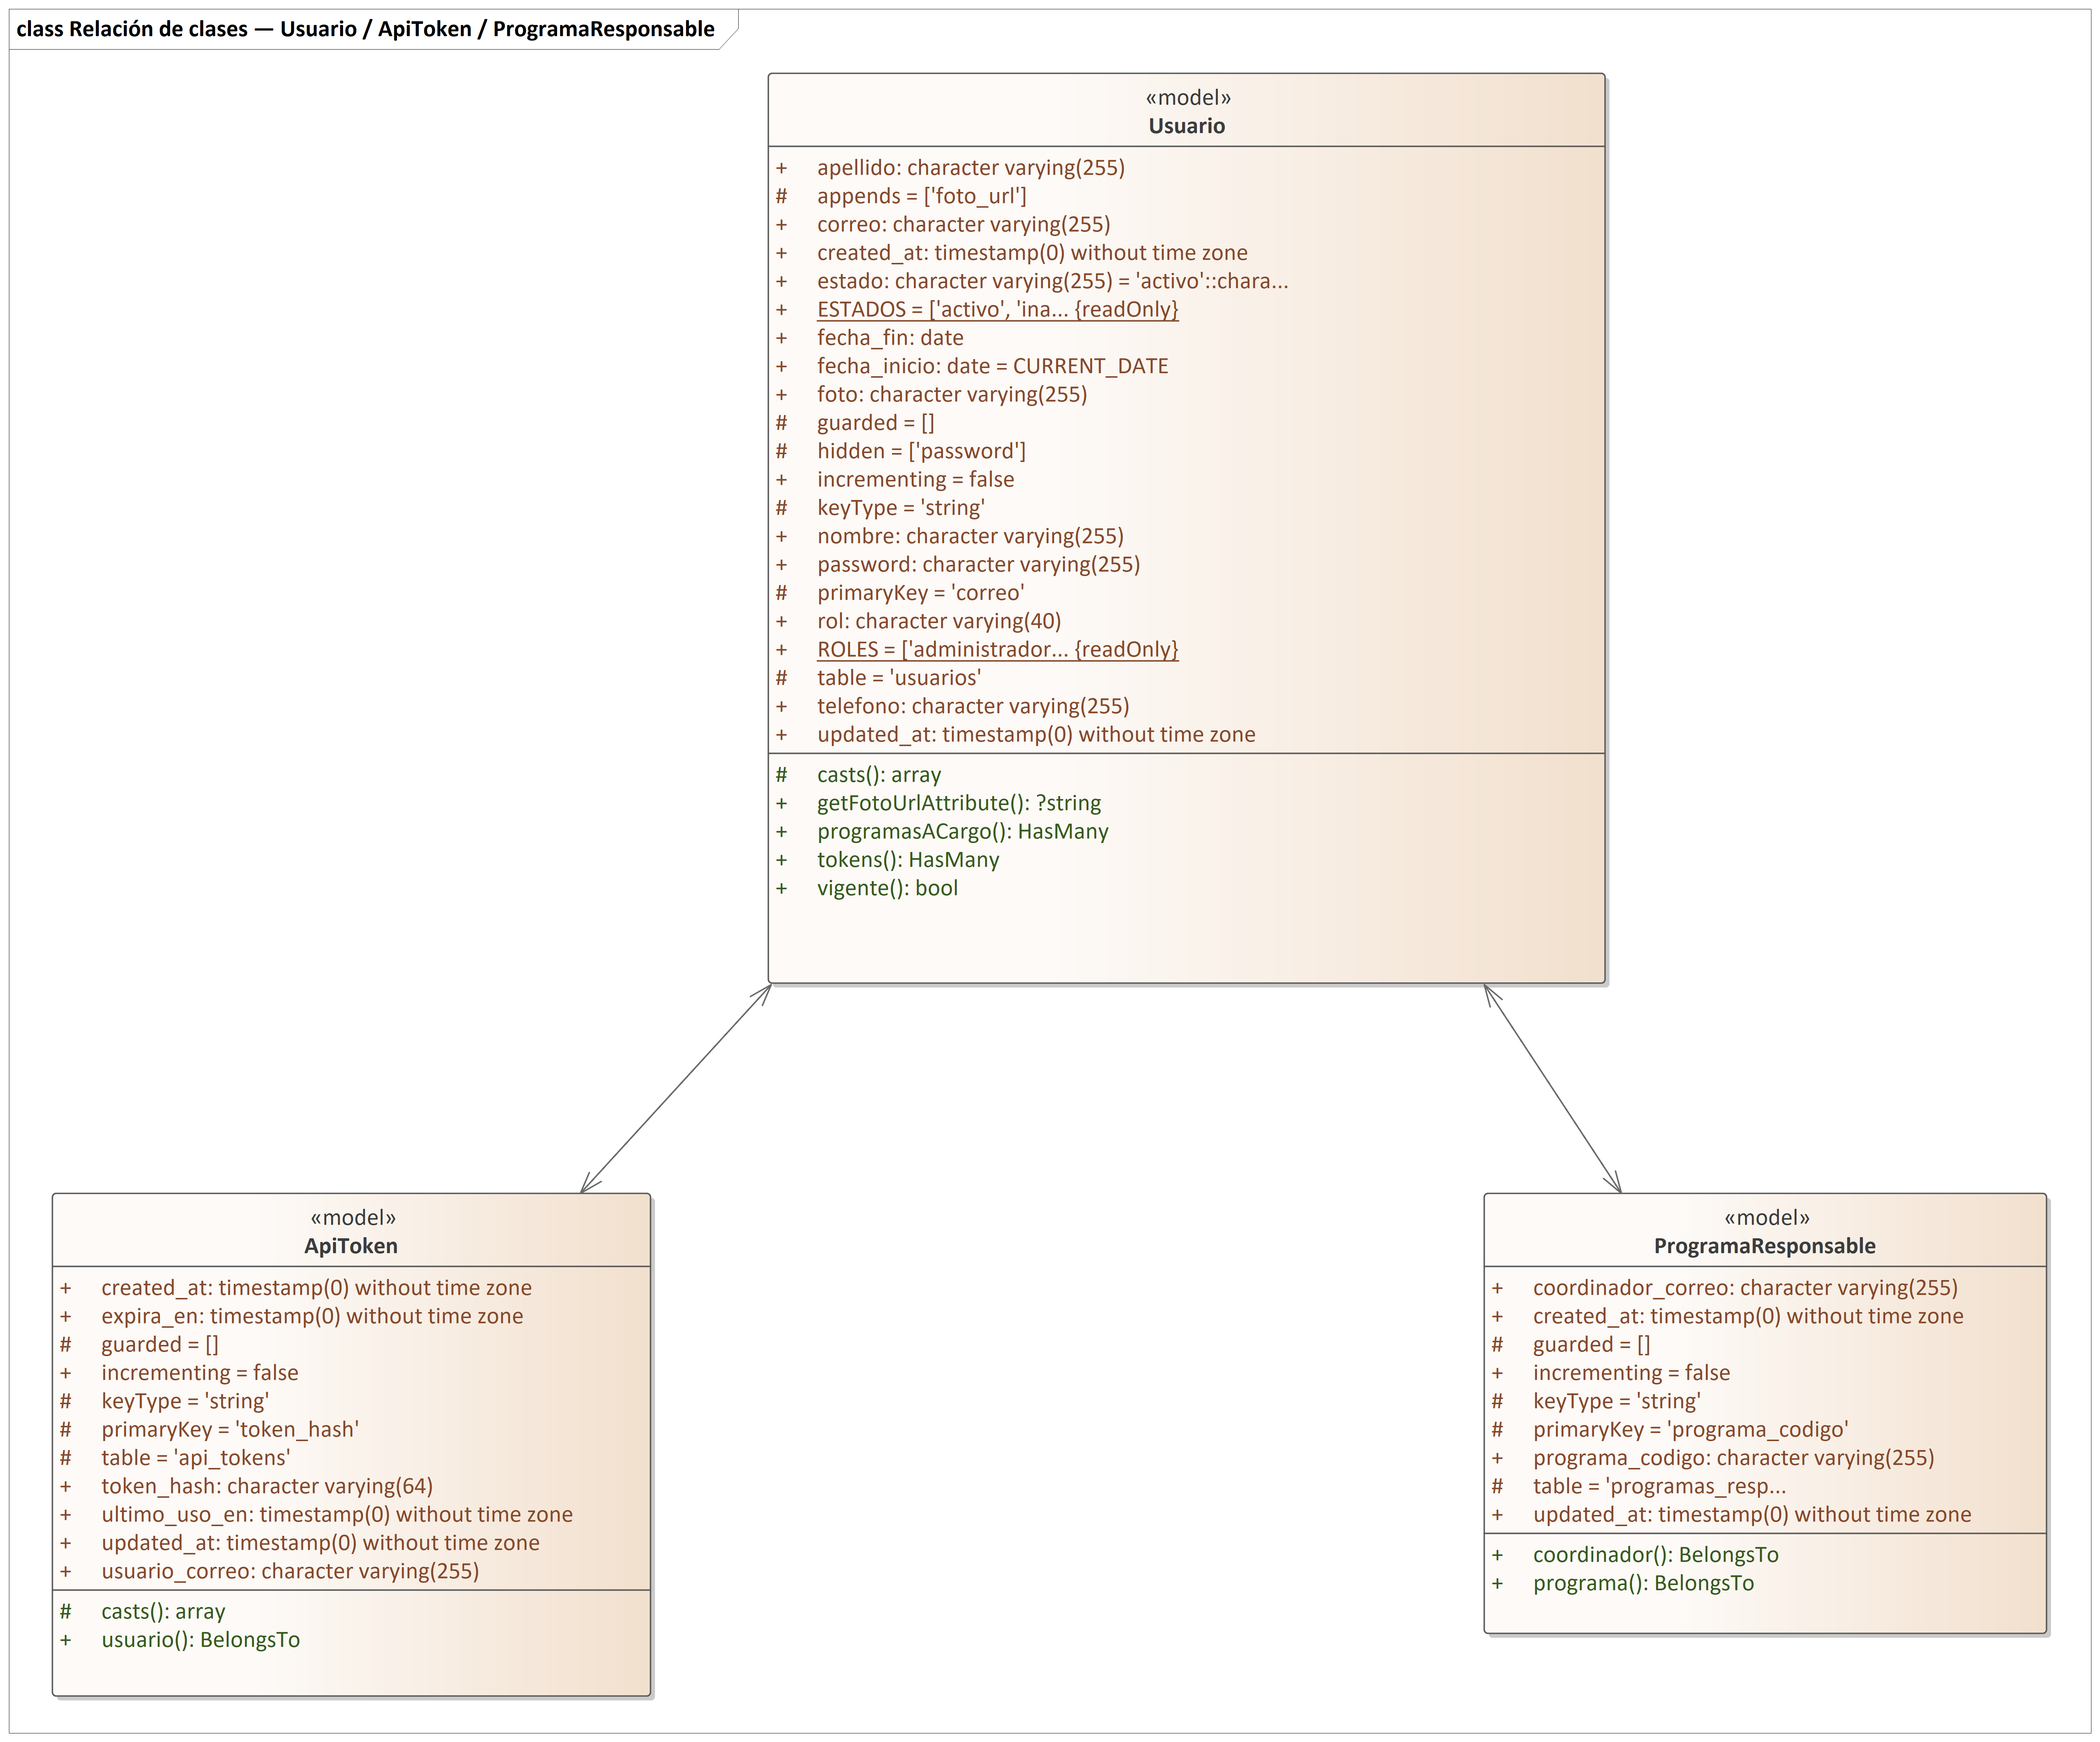 class Relación de clases — Usuario / ApiToken / ProgramaResponsable
«model»
Usuario
+ apellido: character varying(255)
# appends = ['foto_url']
+ correo: character varying(255)
+ created_at: timestamp(0) without time zone
+ estado: character varying(255) = 'activo'::chara...
+ ESTADOS = ['activo', 'ina... {readOnly}
+ fecha_fin: date
+ fecha_inicio: date = CURRENT_DATE
+ foto: character varying(255)
# guarded = []
# hidden = ['password']
+ incrementing = false
# keyType = 'string'
+ nombre: character varying(255)
+ password: character varying(255)
# primaryKey = 'correo'
+ rol: character varying(40)
+ ROLES = ['administrador... {readOnly}
# table = 'usuarios'
+ telefono: character varying(255)
+ updated_at: timestamp(0) without time zone
# casts(): array
+ getFotoUrlAttribute(): ?string
+ programasACargo(): HasMany
+ tokens(): HasMany
+ vigente(): bool
«model»
ApiToken
+ created_at: timestamp(0) without time zone
+ expira_en: timestamp(0) without time zone
# guarded = []
+ incrementing = false
# keyType = 'string'
# primaryKey = 'token_hash'
# table = 'api_tokens'
+ token_hash: character varying(64)
+ ultimo_uso_en: timestamp(0) without time zone
+ updated_at: timestamp(0) without time zone
+ usuario_correo: character varying(255)
# casts(): array
+ usuario(): BelongsTo
«model»
ProgramaResponsable
+ coordinador_correo: character varying(255)
+ created_at: timestamp(0) without time zone
# guarded = []
+ incrementing = false
# keyType = 'string'
# primaryKey = 'programa_codigo'
+ programa_codigo: character varying(255)
# table = 'programas_resp...
+ updated_at: timestamp(0) without time zone
+ coordinador(): BelongsTo
+ programa(): BelongsTo